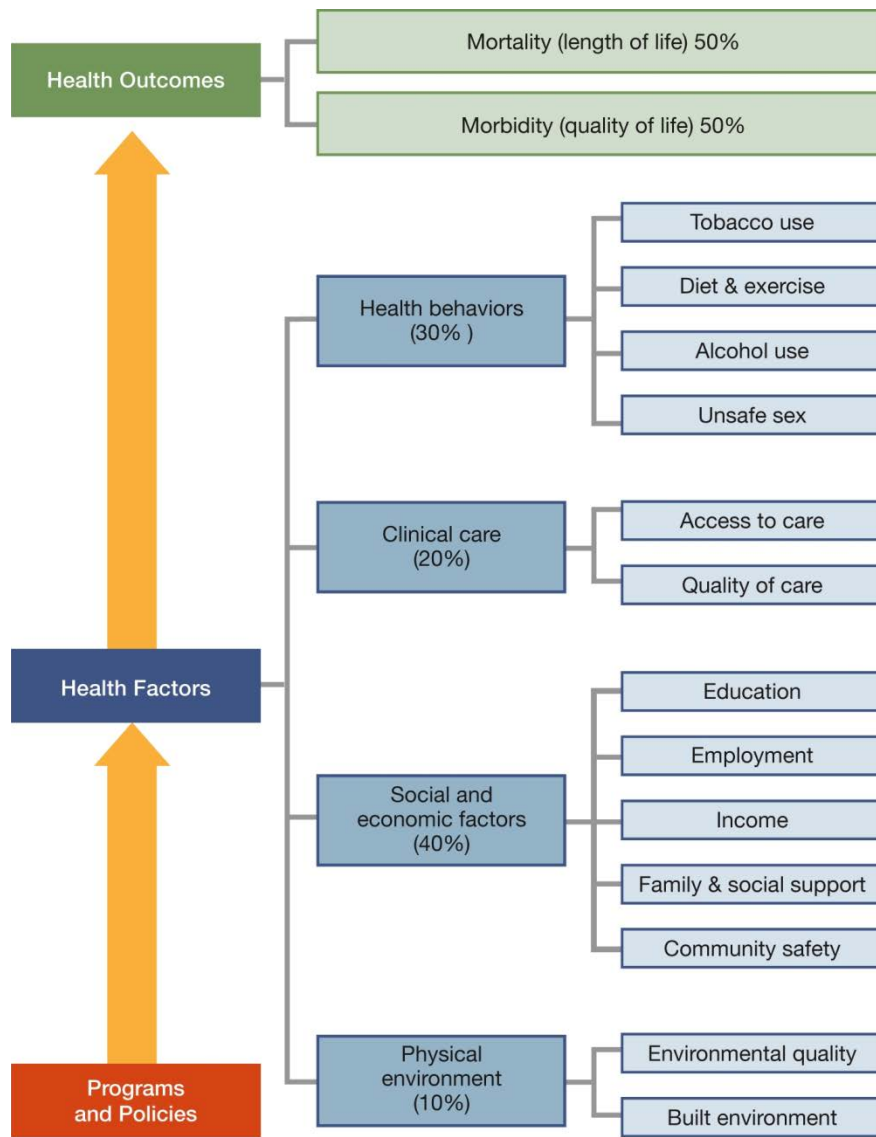 Health Outcomes
Mortality (length of life) 50%
Morbidity (quality of life) 50%
Health Factors
Health behaviors
(30% )
Tobacco use
Diet & exercise
Alcohol use
Unsafe sex
Clinical care
(20%)
Access to care
Quality of care
Social and
economic factors
(40%)
Education
Employment
Income
Family & social support
Community safety
Physical
environment
(10%)
Environmental quality
Built environment
Programs
and Policies